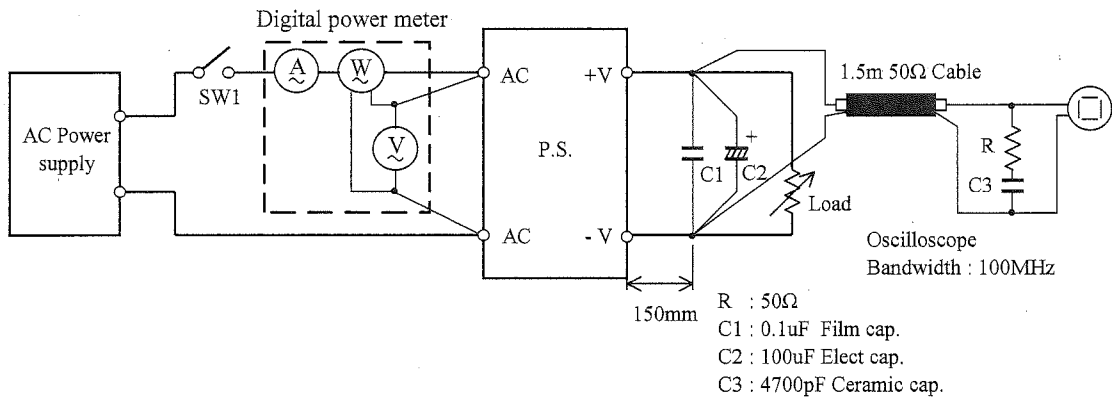 Digital power meter
A
W
V
SW1
AC Power
supply
AC
AC
P.S.
+V
- V
C1
+
C2
Load
150mm
1.5m 50Ω Cable
R
C3
Oscilloscope
Bandwidth : 100MHz
R : 50Ω
C1 : 0.1uF Film cap.
C2 : 100uF Elect cap.
C3 : 4700pF Ceramic cap.